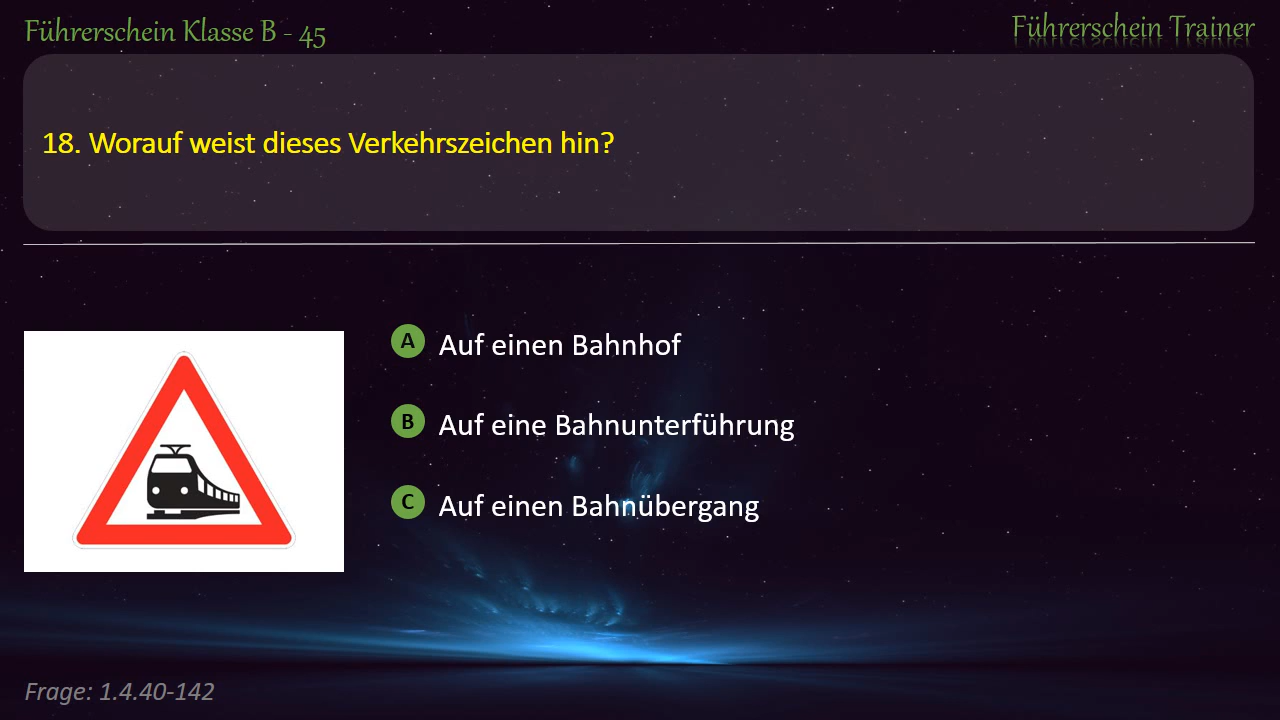 Führerschein Klasse B - 45
Führerschein Trainer
18. Worauf weist dieses Verkehrszeichen hin?
A Auf einen Bahnhof
B Auf eine Bahnunterführung
C Auf einen Bahnübergang
Frage: 1.4.40-142